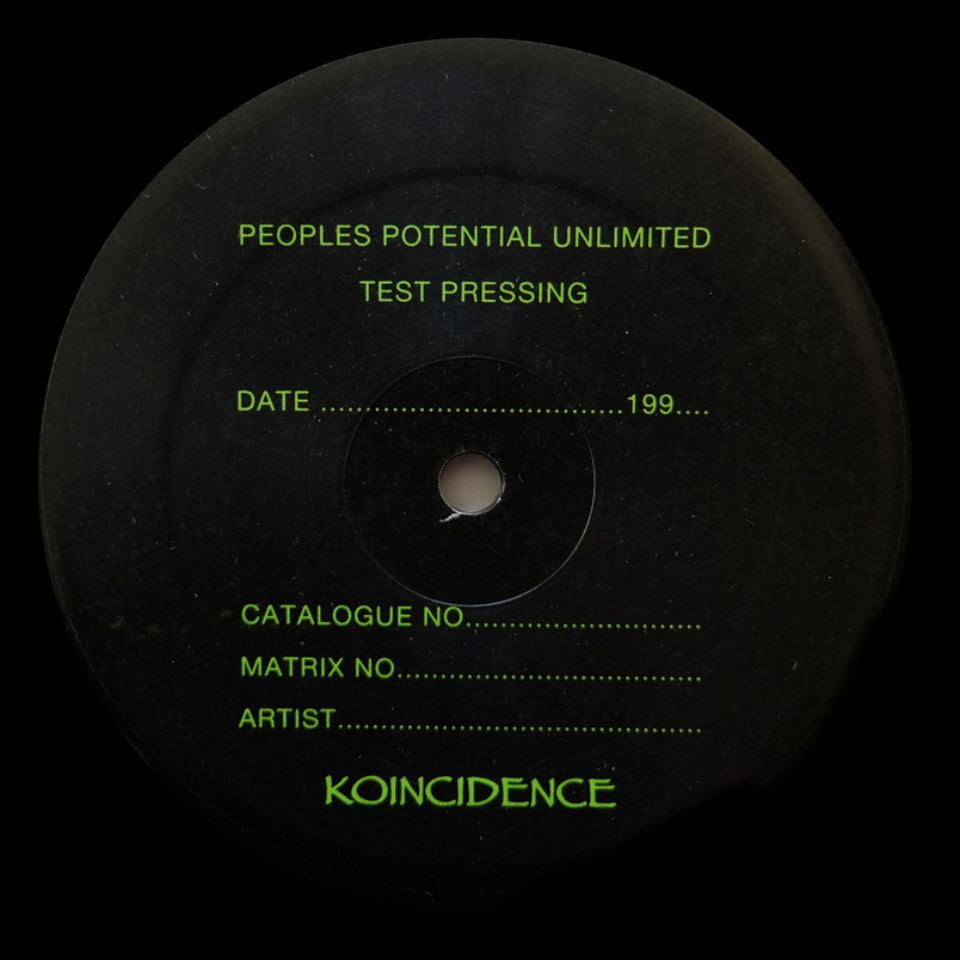 PEOPLES POTENTIAL UNLIMITED
TEST PRESSING
DATE ..................................199....
CATALOGUE NO...........................
MATRIX NO...................................
ARTIST..........................................
KOINCIDENCE